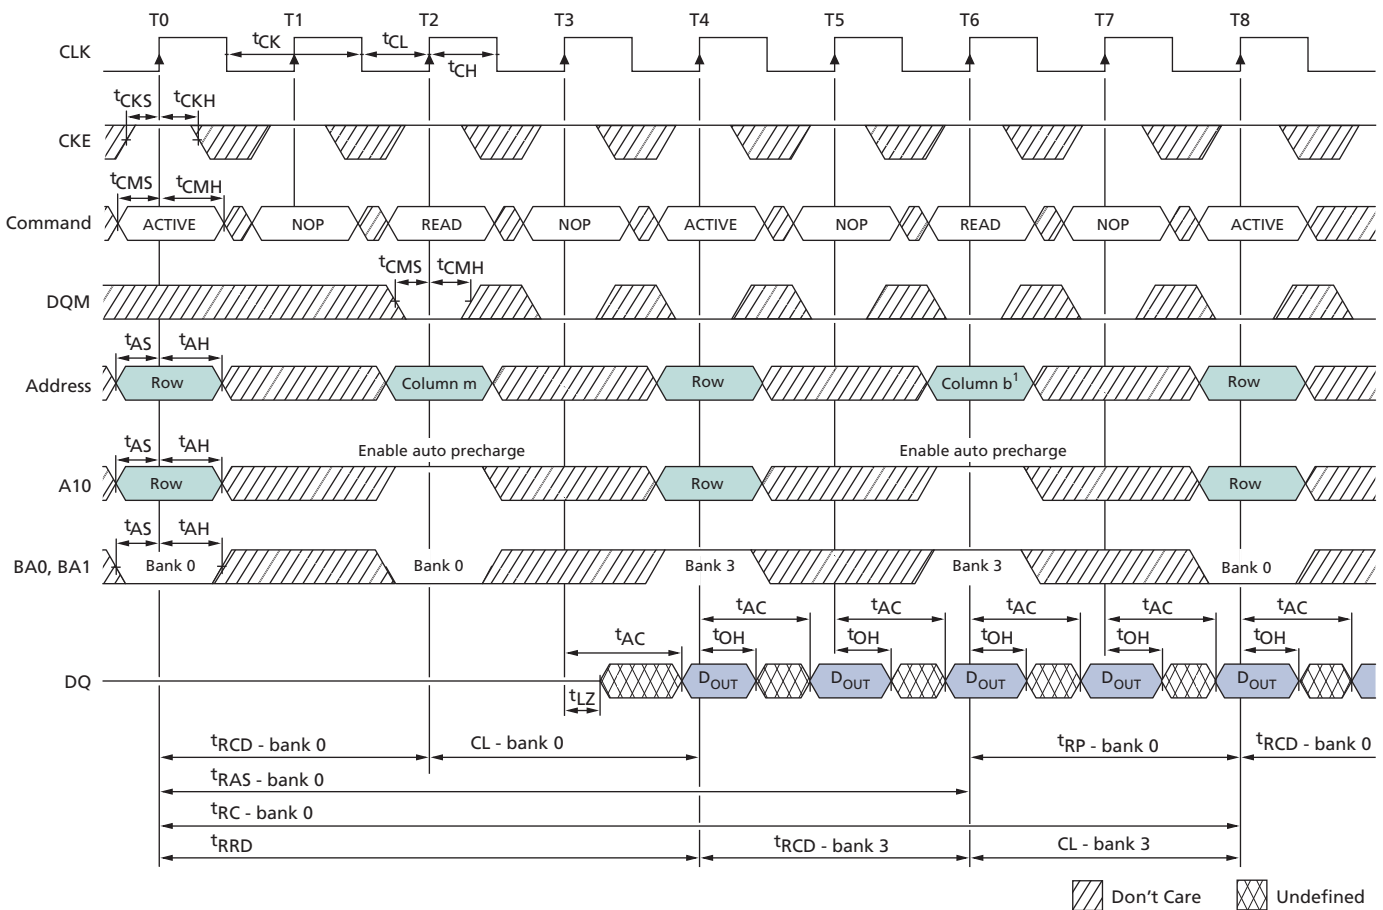 T0 T1 T2 T3 T4 T5 T6 T7 T8
CLK
tCK tCL
tCH
tCKS tCKH
CKE
tCMS tCMH
Command ACTIVE NOP READ NOP ACTIVE NOP READ NOP ACTIVE
tCMS tCMH
DQM
tAS tAH
Address Row Column m Row Column b1 Row
tAS tAH
Enable auto precharge Enable auto precharge
A10 Row Row Row
tAS tAH
BA0, BA1 Bank 0 Bank 0 Bank 3 Bank 3 Bank 0
tAC tAC tAC tAC tAC
tAC tOH tOH tOH tOH tOH
DQ DOUT DOUT DOUT DOUT DOUT
tLZ
tRCD - bank 0 CL - bank 0 tRP - bank 0 tRCD - bank 0
tRAS - bank 0
tRC - bank 0
tRRD tRCD - bank 3 CL - bank 3
Don't Care Undefined